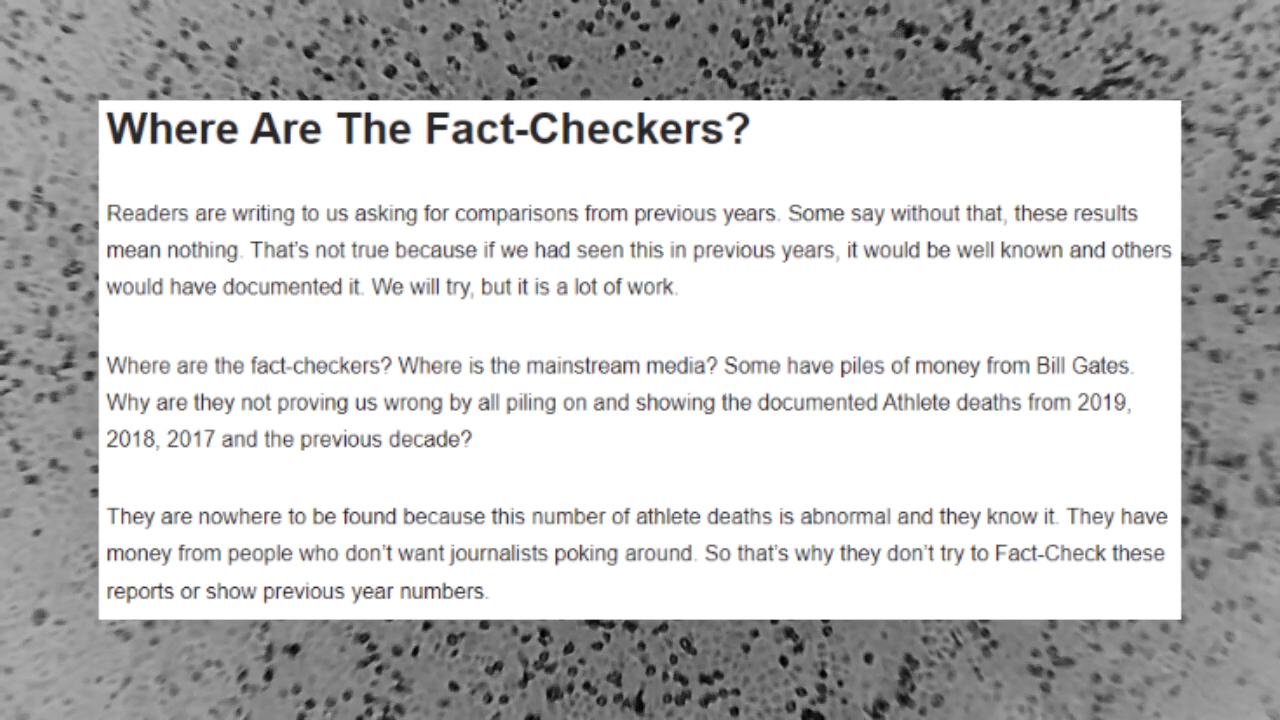 Where Are The Fact-Checkers?
Readers are writing to us asking for comparisons from previous years. Some say without that, these results
mean nothing. That's not true because if we had seen this in previous years, it would be well known and others
would have documented it. We will try, but it is a lot of work.
Where are the fact-checkers? Where is the mainstream media? Some have piles of money from Bill Gates.
Why are they not proving us wrong by all piling on and showing the documented Athlete deaths from 2019,
2018, 2017 and the previous decade?
They are nowhere to be found because this number of athlete deaths is abnormal and they know it. They have
money from people who don't want journalists poking around. So that's why they don't try to Fact-Check these
reports or show previous year numbers.